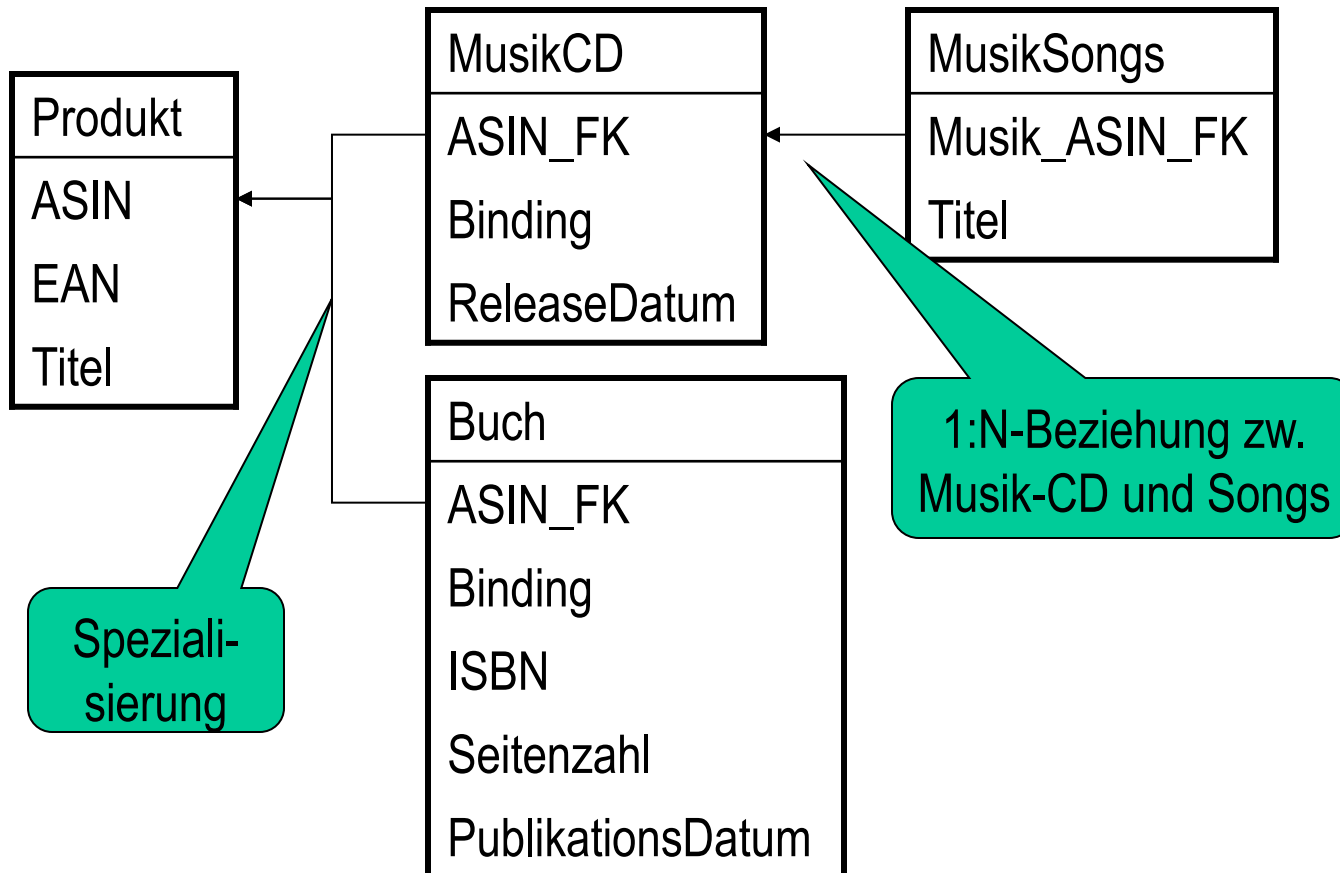 Produkt
ASIN
EAN
Titel
MusikCD
ASIN_FK
Binding
ReleaseDatum
MusikSongs
Musik_ASIN_FK
Titel
Buch
ASIN_FK
Binding
ISBN
Seitenzahl
PublikationsDatum
Speziali-
sierung
1:N-Beziehung zw.
Musik-CD und Songs